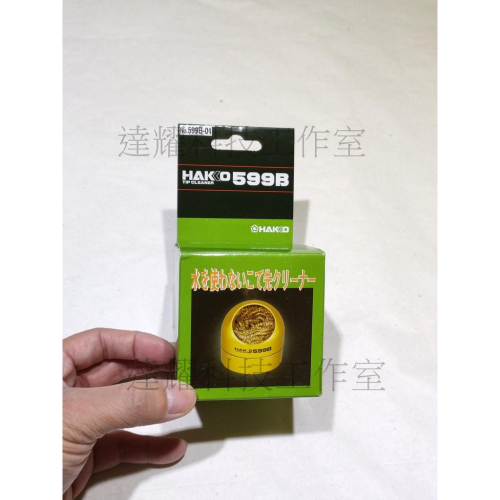 No.599B-01
達耀科技工作室
HAKKO 599B
TIP CLEANER
HAKKO
水を使わないこて先クリーナー
HAKKO 599B
達耀科技工作室